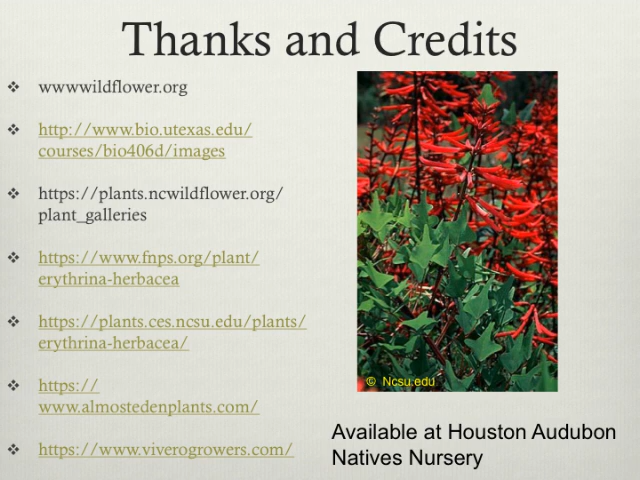 Thanks and Credits
wwwwildflower.org
http://www.bio.utexas.edu/
courses/bio406d/images
https://plants.ncwildflower.org/
plant_galleries
https://www.fnps.org/plant/
erythrina-herbacea
https://plants.ces.ncsu.edu/plants/
erythrina-herbacea/
https://
www.almostedenplants.com/
https://www.viverogrowers.com/
© Ncsu.edu
Available at Houston Audubon
Natives Nursery